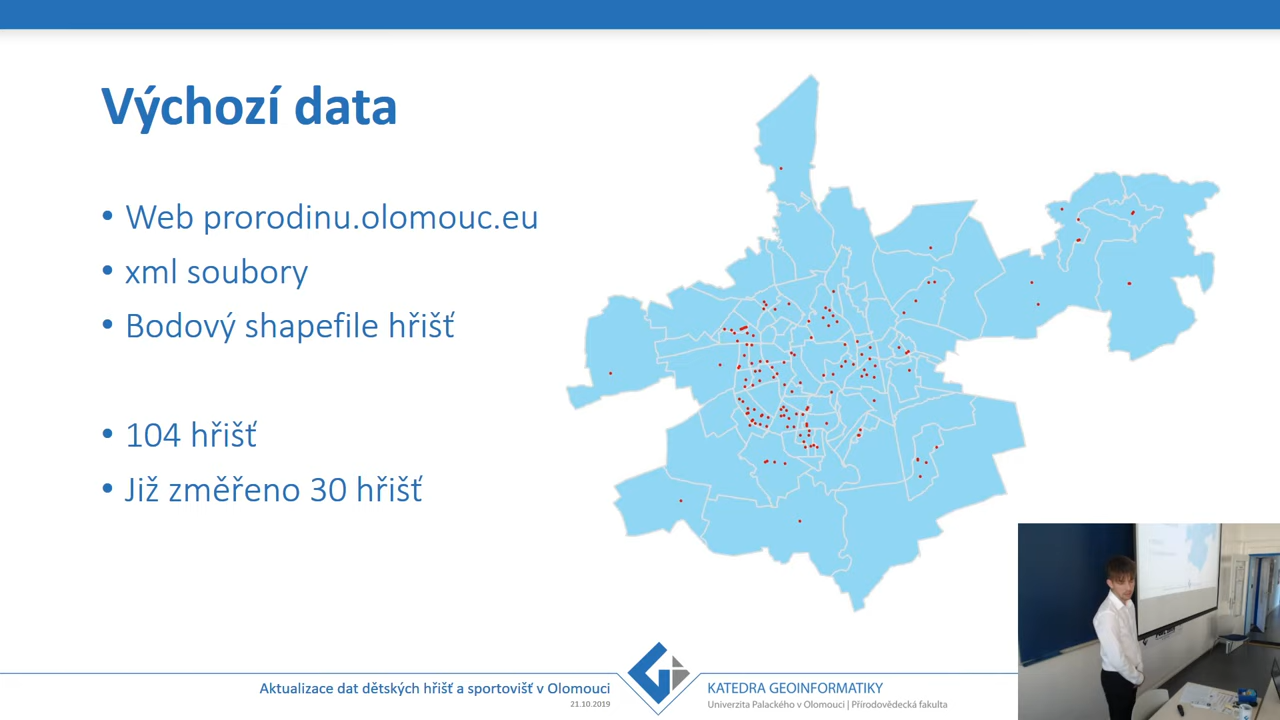 Výchozí data
• Web prorodinu.olomouc.eu
• xml soubory
• Bodový shapefile hřišť
• 104 hřišť
• Již změřeno 30 hřišť
Aktualizace dat dětských hřišť a sportovišť v Olomouci
21.10.2019
KATEDRA GEOINFORMATIKY
Univerzita Palackého v Olomouci | Přírodovědecká fakulta